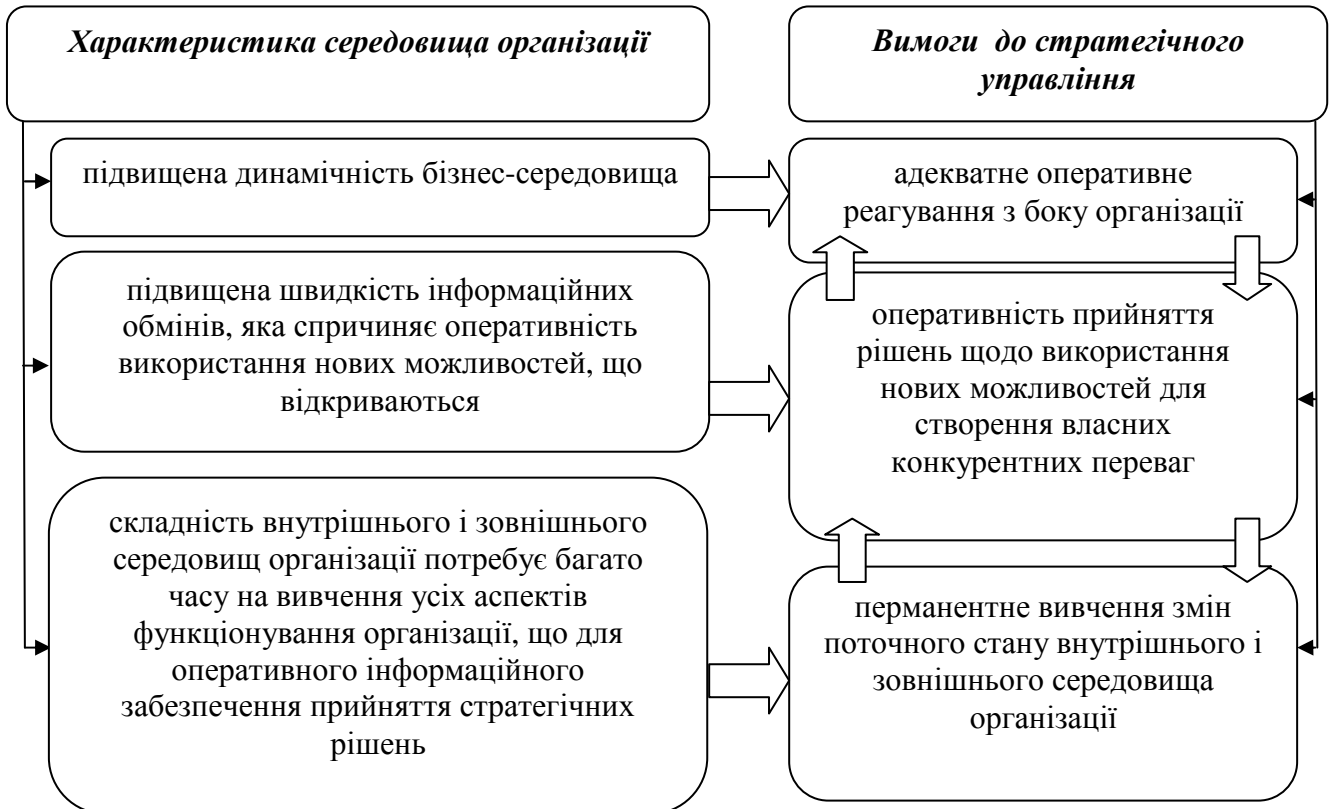 Характеристика середовища організації
Вимоги до стратегічного
управління
підвищена динамічність бізнес-середовища
адекватне оперативне
реагування з боку організації
підвищена швидкість інформаційних
обмінів, яка спричиняє оперативність
використання нових можливостей, що
відкриваються
оперативність прийняття
рішень щодо використання
нових можливостей для
створення власних
конкурентних переваг
складність внутрішнього і зовнішнього
середовищ організації потребує багато
часу на вивчення усіх аспектів
функціонування організації, що для
оперативного інформаційного
забезпечення прийняття стратегічних
рішень
перманентне вивчення змін
поточного стану внутрішнього і
зовнішнього середовища
організації